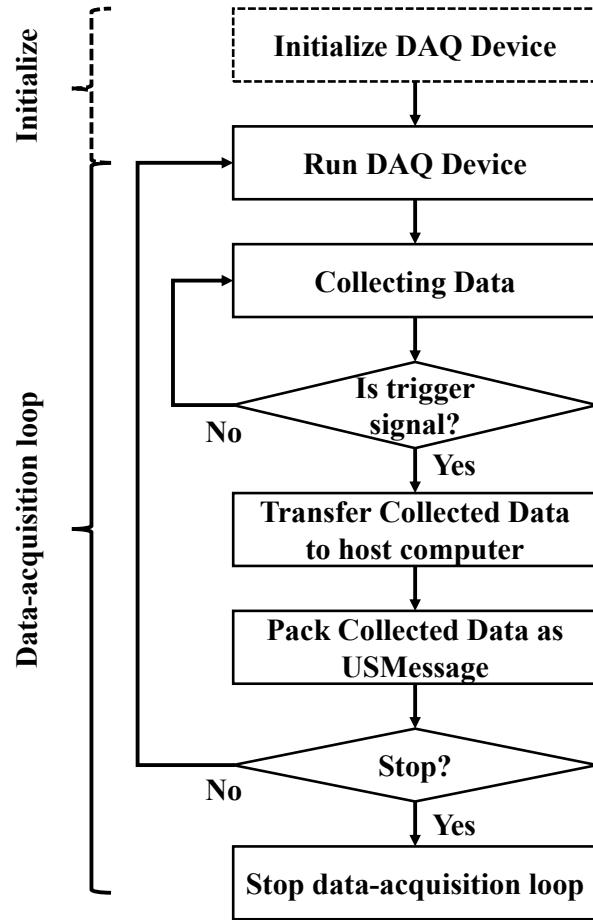 Initialize
Initialize DAQ Device
Run DAQ Device
Data-acquisition loop
Collecting Data
Is trigger
signal?
No
Yes
Transfer Collected Data
to host computer
Pack Collected Data as
USMessage
Stop?
No
Yes
Stop data-acquisition loop